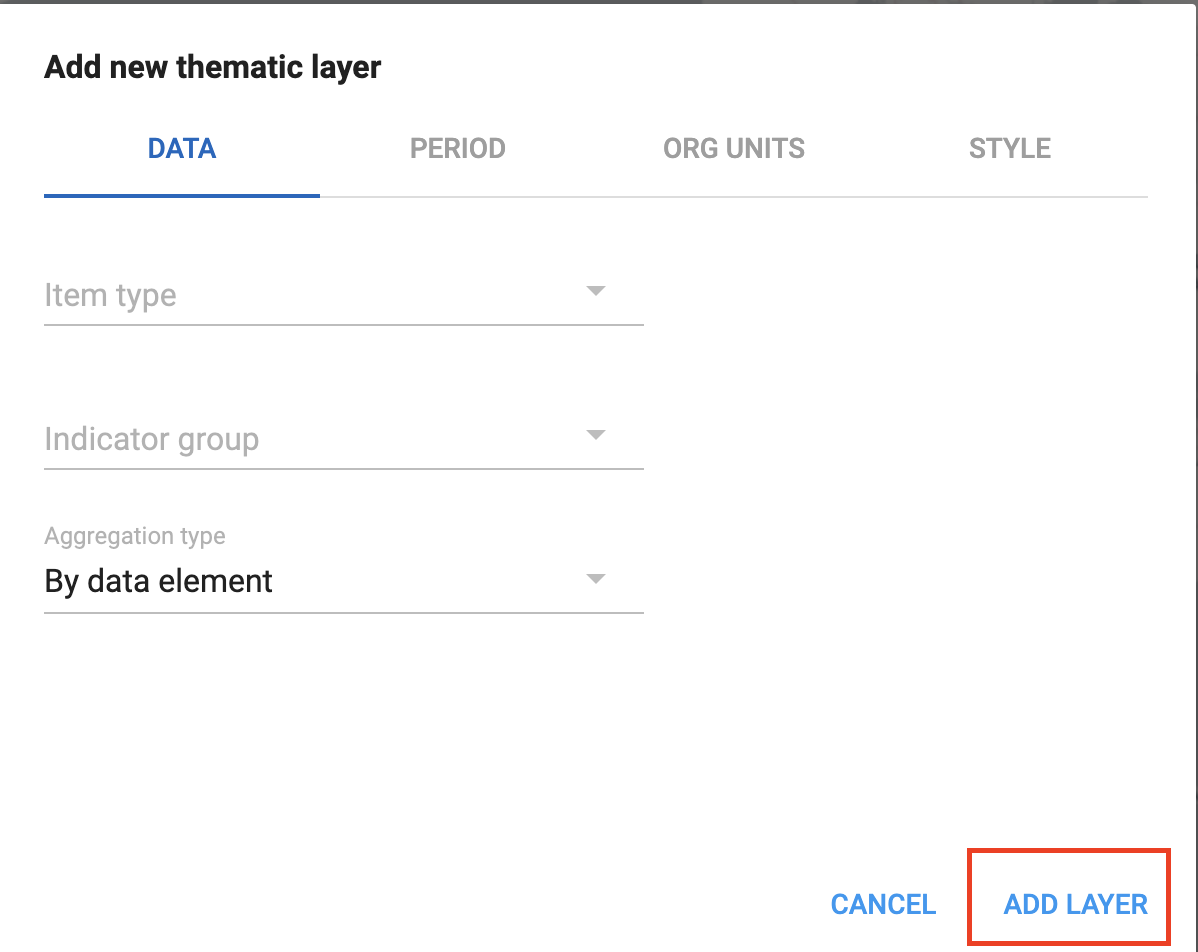 Add new thematic layer
DATA PERIOD ORG UNITS STYLE
Item type
Indicator group
Aggregation type
By data element
CANCEL ADD LAYER